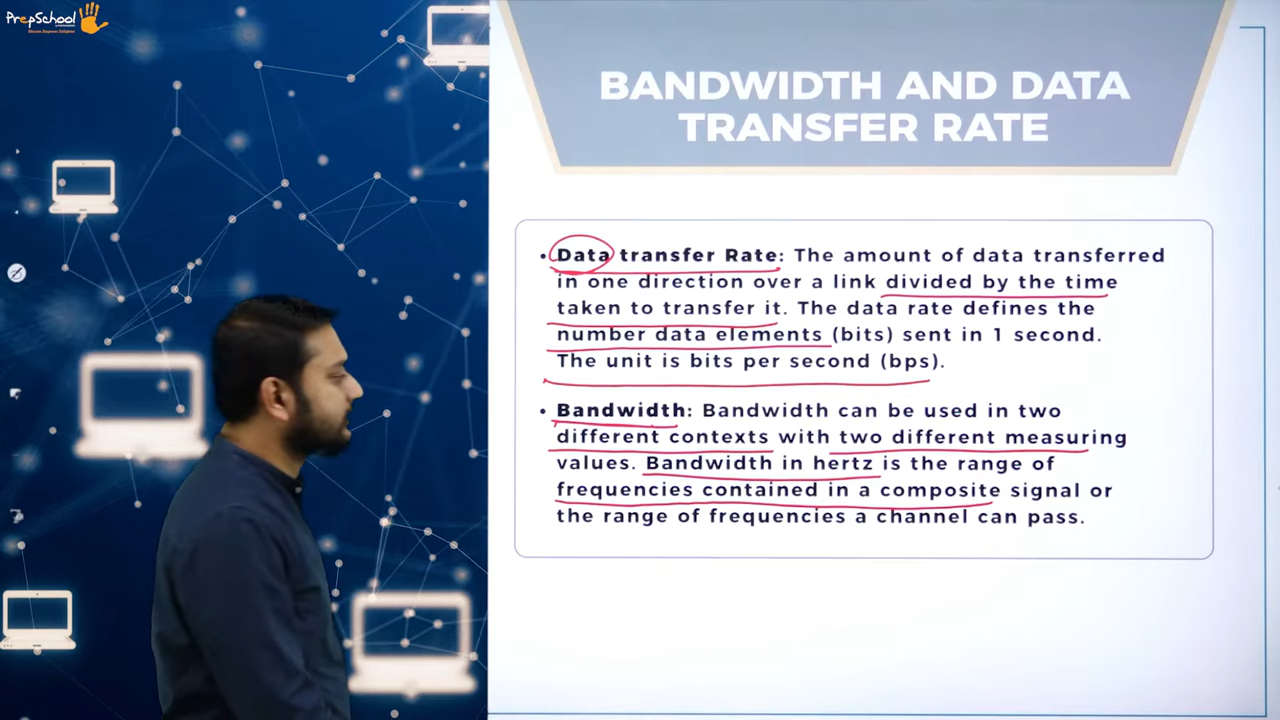 PrepSchool
BANDWIDTH AND DATA
TRANSFER RATE
• Data transfer Rate: The amount of data transferred
in one direction over a link divided by the time
taken to transfer it. The data rate defines the
number data elements (bits) sent in 1 second.
The unit is bits per second (bps).
• Bandwidth: Bandwidth can be used in two
different contexts with two different measuring
values. Bandwidth in hertz is the range of
frequencies contained in a composite signal or
the range of frequencies a channel can pass.